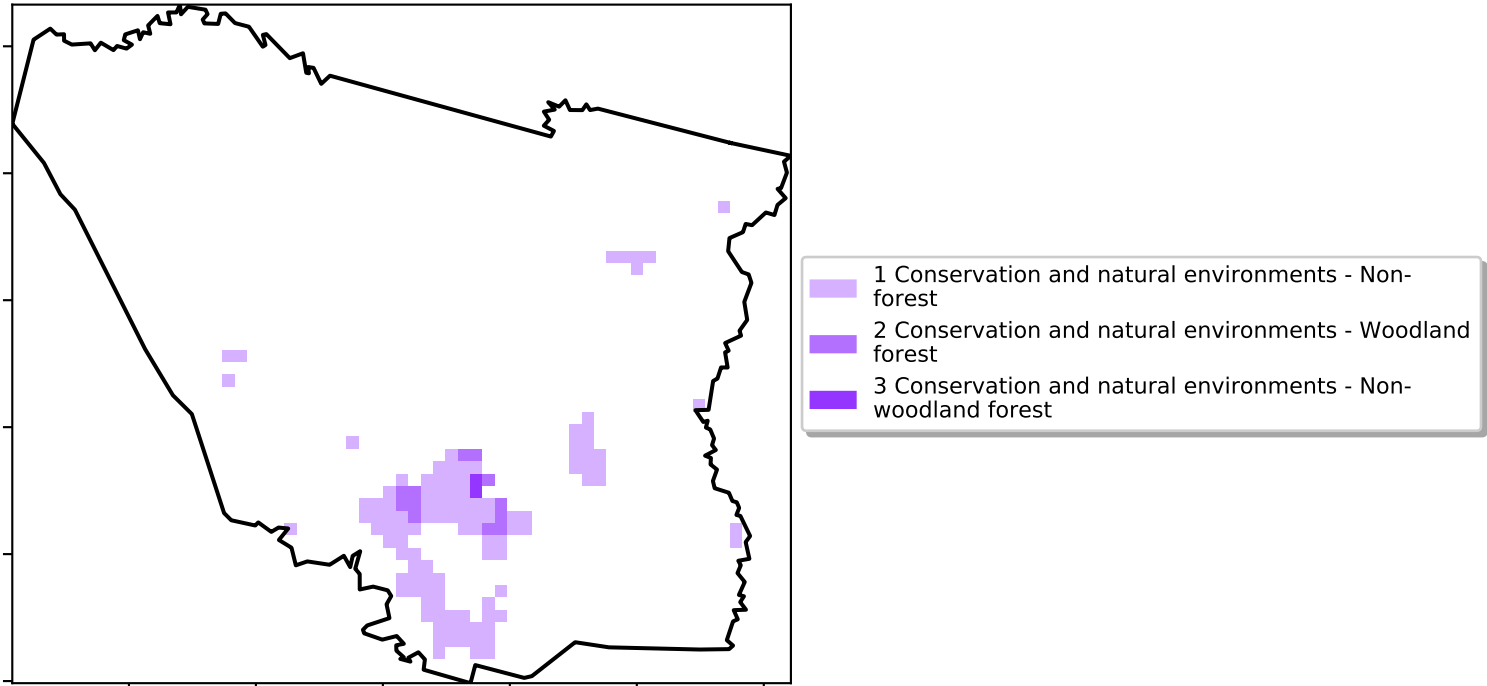 1 Conservation and natural environments - Non-
forest
2 Conservation and natural environments - Woodland
forest
3 Conservation and natural environments - Non-
woodland forest